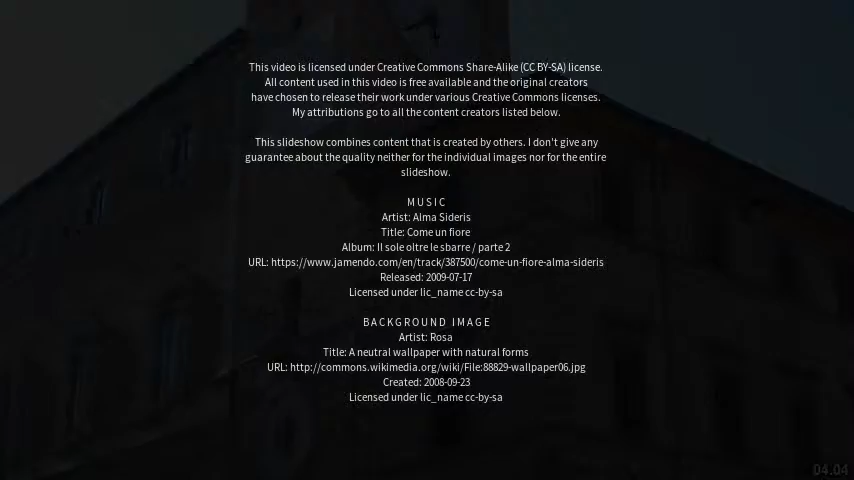 This video is licensed under Creative Commons Share-Alike (CC BY-SA) license.
All content used in this video is free available and the original creators
have chosen to release their work under various Creative Commons licenses.
My attributions go to all the content creators listed below.
This slideshow combines content that is created by others. I don't give any
guarantee about the quality neither for the individual images nor for the entire
slideshow.
MUSIC
Artist: Alma Sideris
Title: Come un fiore
Album: Il sole oltre le sbarre / parte 2
URL: https://www.jamendo.com/en/track/387500/come-un-fiore-alma-sideris
Released: 2009-07-17
Licensed under lic_name cc-by-sa
BACKGROUND IMAGE
Artist: Rosa
Title: A neutral wallpaper with natural forms
URL: http://commons.wikimedia.org/wiki/File:88829-wallpaper06.jpg
Created: 2008-09-23
Licensed under lic_name cc-by-sa
04.04